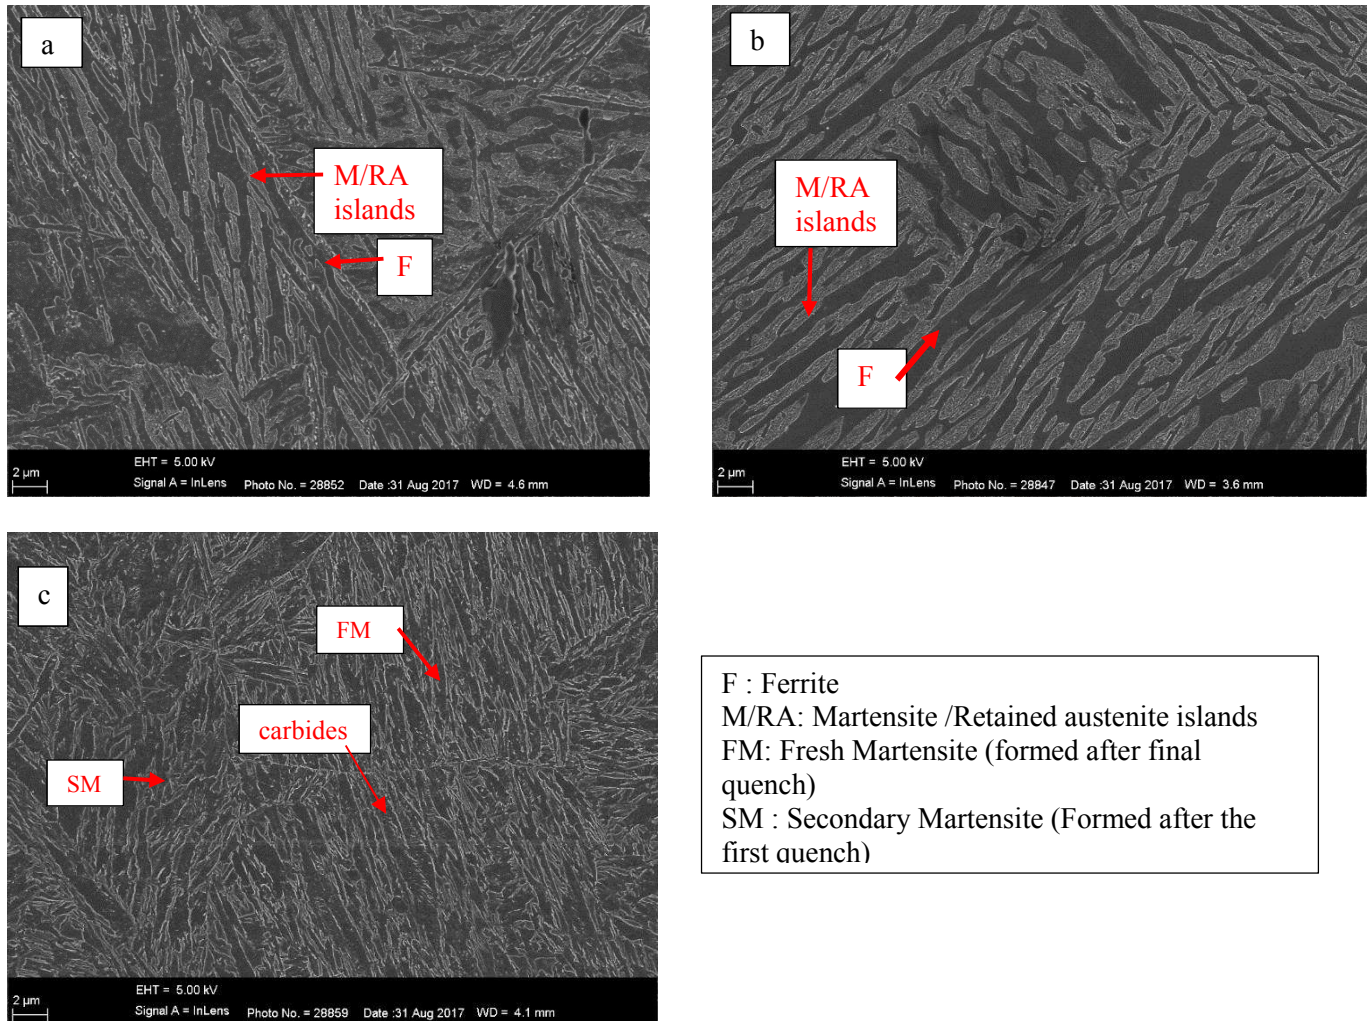 a
M/RA
islands
F
2 µm
EHT = 5.00 kV
Signal A = InLens Photo No. = 28852 Date :31 Aug 2017 WD = 4.6 mm
b
M/RA
islands
F
2 µm
EHT = 5.00 kV
Signal A = InLens Photo No. = 28847 Date :31 Aug 2017 WD = 3.6 mm
c
FM
carbides
SM
2 µm
EHT = 5.00 kV
Signal A = InLens Photo No. = 28859 Date :31 Aug 2017 WD = 4.1 mm
F : Ferrite
M/RA: Martensite /Retained austenite islands
FM: Fresh Martensite (formed after final
quench)
SM : Secondary Martensite (Formed after the
first quench)